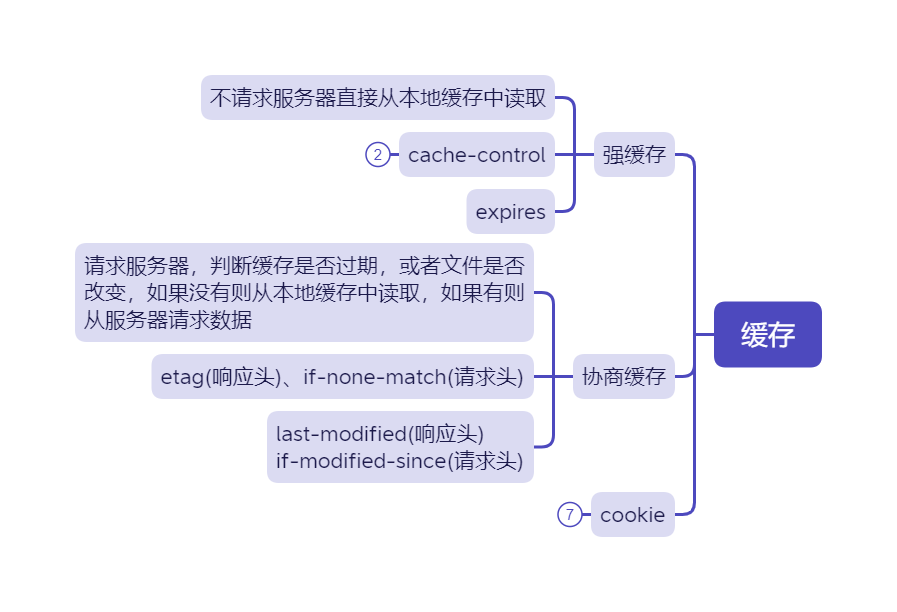 缓存
强缓存
不请求服务器直接从本地缓存中读取
cache-control
2
expires
协商缓存
请求服务器，判断缓存是否过期，或者文件是否
改变，如果没有则从本地缓存中读取，如果有则
从服务器请求数据
etag(响应头)、if-none-match(请求头)
last-modified(响应头)
if-modified-since(请求头)
cookie
7